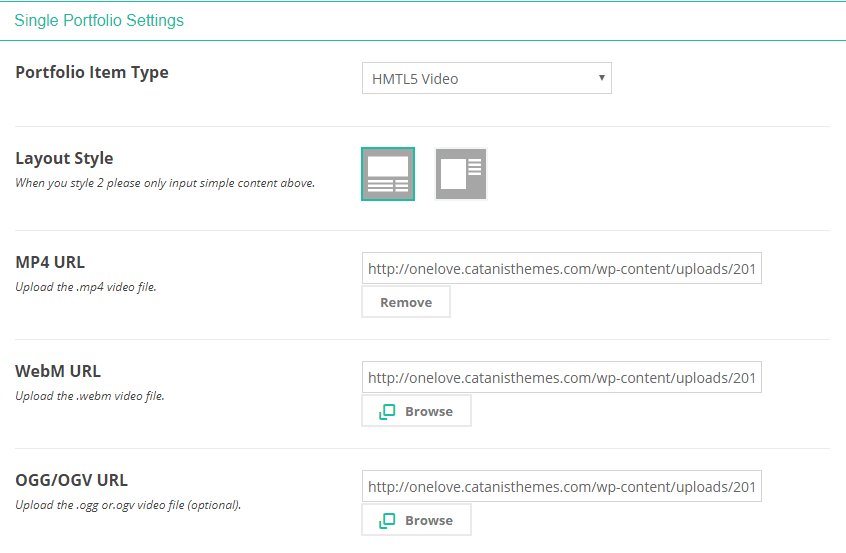 Single Portfolio Settings
Portfolio Item Type
HMTL5 Video
Layout Style
When you style 2 please only input simple content above.
MP4 URL
Upload the .mp4 video file.
http://onelove.catanisthemes.com/wp-content/uploads/201
Remove
WebM URL
Upload the .webm video file.
http://onelove.catanisthemes.com/wp-content/uploads/201
Browse
OGG/OGV URL
Upload the .ogg or.ogv video file (optional).
http://onelove.catanisthemes.com/wp-content/uploads/201
Browse